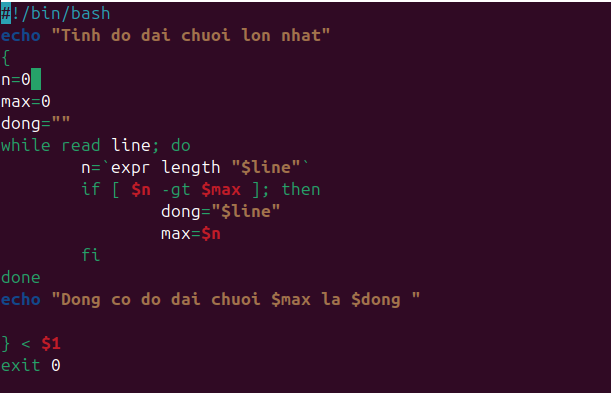 #!/bin/bash
echo "Tinh do dai chuoi lon nhat"
{
n=0
max=0
dong=""
while read line; do
        n=`expr length "$line"`
        if [ $n -gt $max ]; then
                dong="$line"
                max=$n
        fi
done
echo "Dong co do dai chuoi $max la $dong "

} < $1
exit 0